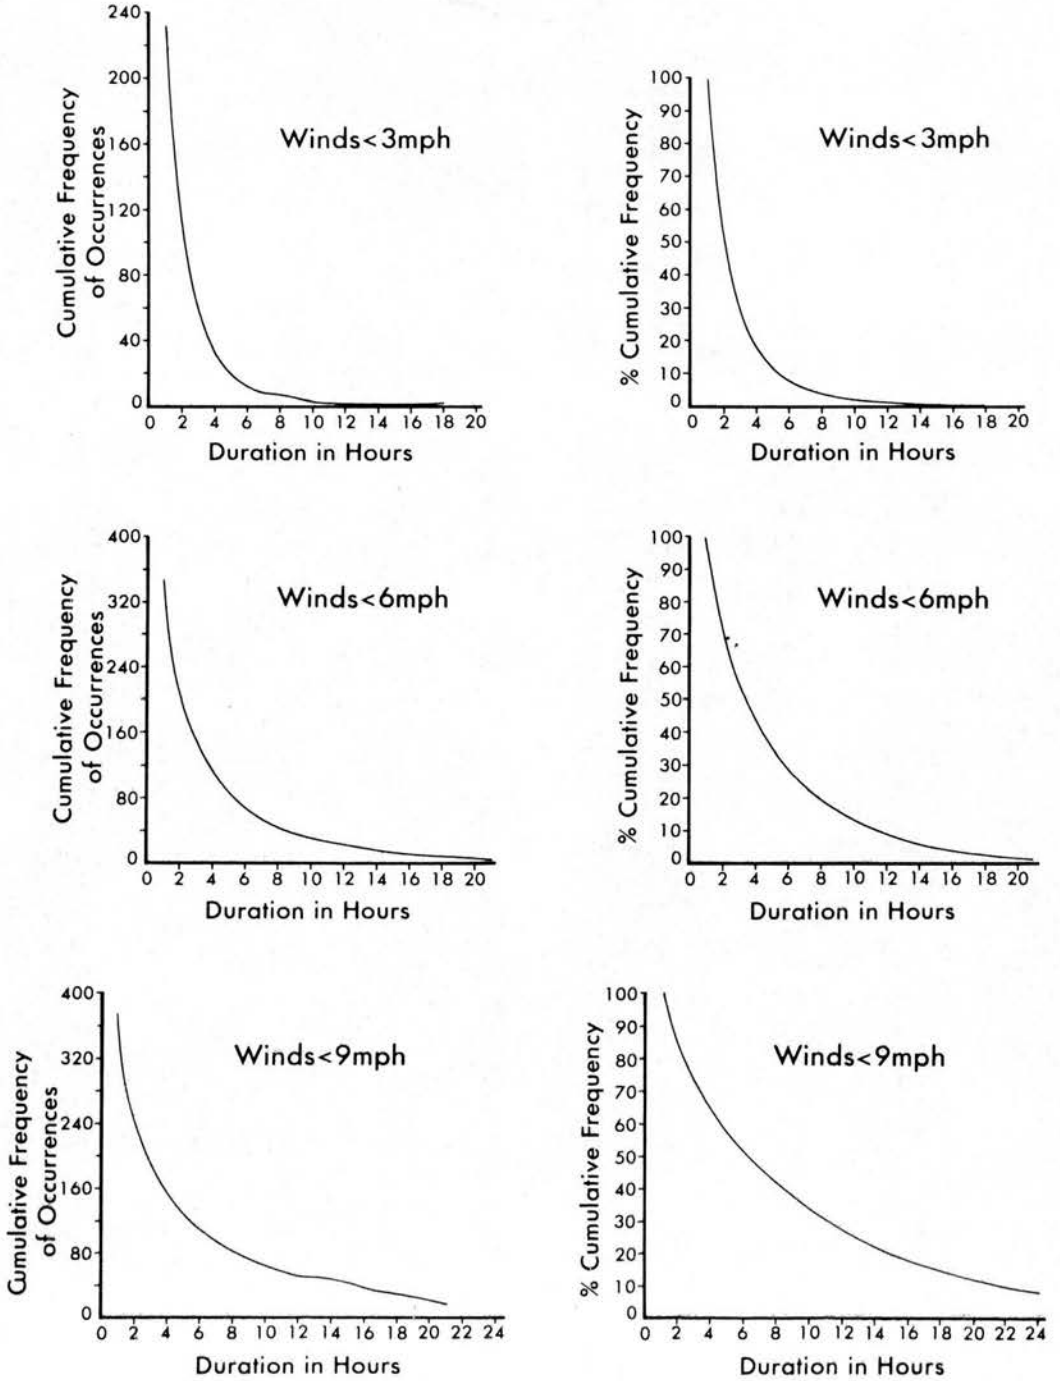 240
200
160
120
80
40
0
Cumulative Frequency
of Occurrences
Winds<3mph
0 2 4 6 8 10 12 14 16 18 20
Duration in Hours
100
90
80
70
60
50
40
30
20
10
0
% Cumulative Frequency
Winds<3mph
0 2 4 6 8 10 12 14 16 18 20
Duration in Hours
400
320
240
160
80
0
Cumulative Frequency
of Occurrences
Winds<6mph
0 2 4 6 8 10 12 14 16 18 20
Duration in Hours
100
90
80
70
60
50
40
30
20
10
0
% Cumulative Frequency
Winds<6mph
0 2 4 6 8 10 12 14 16 18 20
Duration in Hours
400
320
240
160
80
0
Cumulative Frequency
of Occurrences
Winds<9mph
0 2 4 6 8 10 12 14 16 18 20 22 24
Duration in Hours
100
90
80
70
60
50
40
30
20
10
0
% Cumulative Frequency
Winds<9mph
0 2 4 6 8 10 12 14 16 18 20 22 24
Duration in Hours